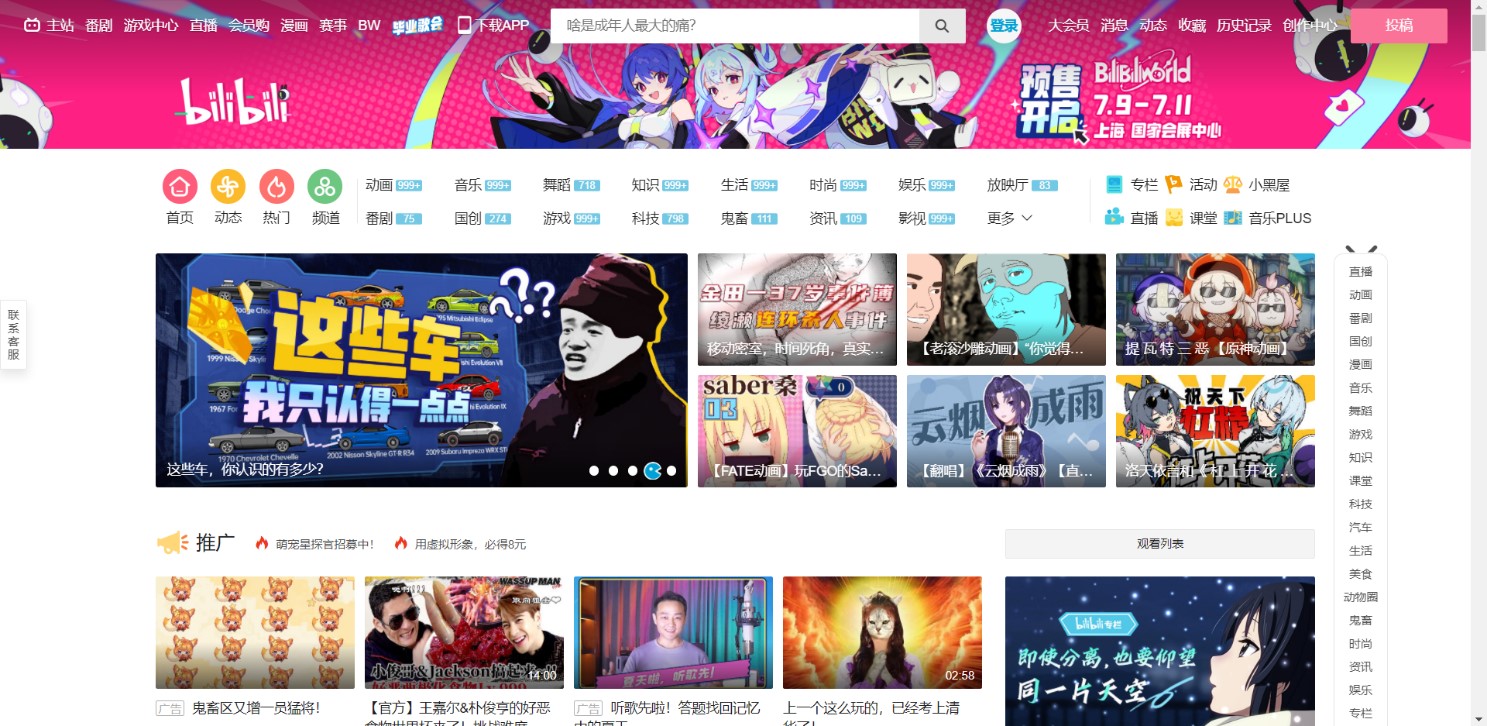 主站 番剧 游戏中心 直播 会员购 漫画 赛事 BW 毕业歌会 下载APP
啥是成年人最大的痛？
登录
大会员 消息 动态 收藏 历史记录 创作中心
投稿
bilibili
预售
开启
BilibiliWorld
7.9-7.11
上海 国家会展中心
首页 动态 热门 频道
动画 999+ 音乐 999+ 舞蹈 718 知识 999+ 生活 999+ 时尚 999+ 娱乐 999+ 放映厅 83
番剧 75 国创 274 游戏 999+ 科技 798 鬼畜 111 资讯 109 影视 999+ 更多
专栏 活动 小黑屋
直播 课堂 音乐PLUS
联
系
客
服
这些车
我只认得一点点
???
'95 Mitsubishi Eclipse
1970 Chevrolet Chevelle
2002 Nissan Skyline GT-R R34
2009 Subaru Impreza WRX STI
这些车，你认识的有多少？
金田一37岁事件簿
绫濑连环杀人事件
移动密室，时间死角，真实...
【老滚沙雕动画】“你觉得...
提 瓦 特 三 恶 【原神动画】
saber桑
03
0
【FATE动画】玩FGO的Sa...
云烟成雨
【翻唱】《云烟成雨》【直...
祝天下
杠精
洛天依言和《 杠 上 开 花 ...
推广
萌宠星探官招募中！
用虚拟形象，必得8元
观看列表
WASSUP MAN
小俊哥&Jackson搞起来
14:00
夏天啦，听歌先！
02:58
广告 鬼畜区又增一员猛将！
【官方】王嘉尔&朴俊亨的好恶
广告 听歌先啦！答题找回记忆
上一个这么玩的，已经考上清
bilibili专栏
即使分离，也要仰望
同一片天空
直播
动画
番剧
国创
漫画
音乐
舞蹈
游戏
知识
课堂
科技
汽车
生活
美食
动物圈
鬼畜
时尚
资讯
娱乐
专栏